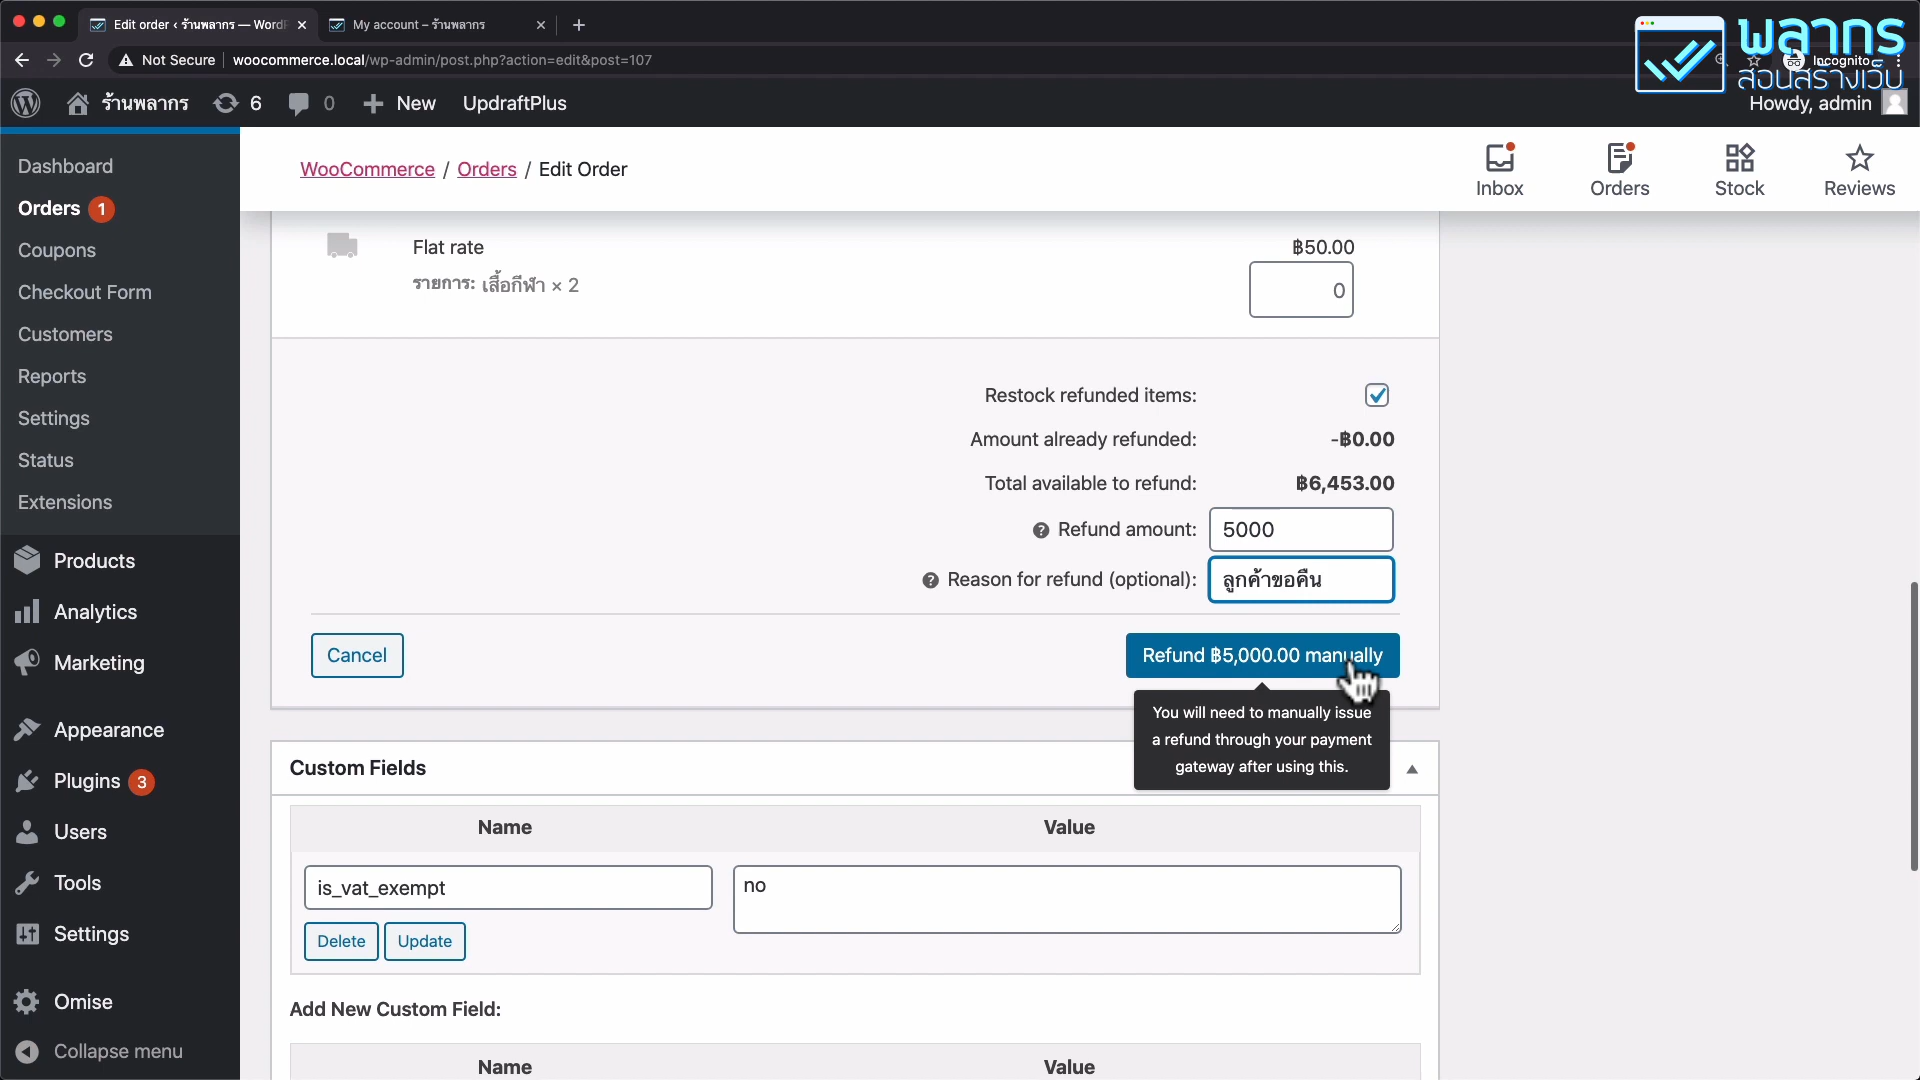 Edit order ‹ ร้านพลากร — WordP
My account – ร้านพลากร
Not Secure
woocommerce.local/wp-admin/post.php?action=edit&post=107
Incognito
พลากร
สอนสร้างเว็บ
ร้านพลากร
6
0
New
UpdraftPlus
Howdy, admin
Dashboard
Orders 1
Coupons
Checkout Form
Customers
Reports
Settings
Status
Extensions
Products
Analytics
Marketing
Appearance
Plugins 3
Users
Tools
Settings
Omise
Collapse menu
WooCommerce / Orders / Edit Order
Inbox
Orders
Stock
Reviews
Flat rate
฿50.00
รายการ: เสื้อกีฬา × 2
0
Restock refunded items:
Amount already refunded:
-฿0.00
Total available to refund:
฿6,453.00
Refund amount:
5000
Reason for refund (optional):
ลูกค้าขอคืน
Cancel
Refund ฿5,000.00 manually
You will need to manually issue
a refund through your payment
gateway after using this.
Custom Fields
Name
Value
is_vat_exempt
no
Delete
Update
Add New Custom Field:
Name
Value